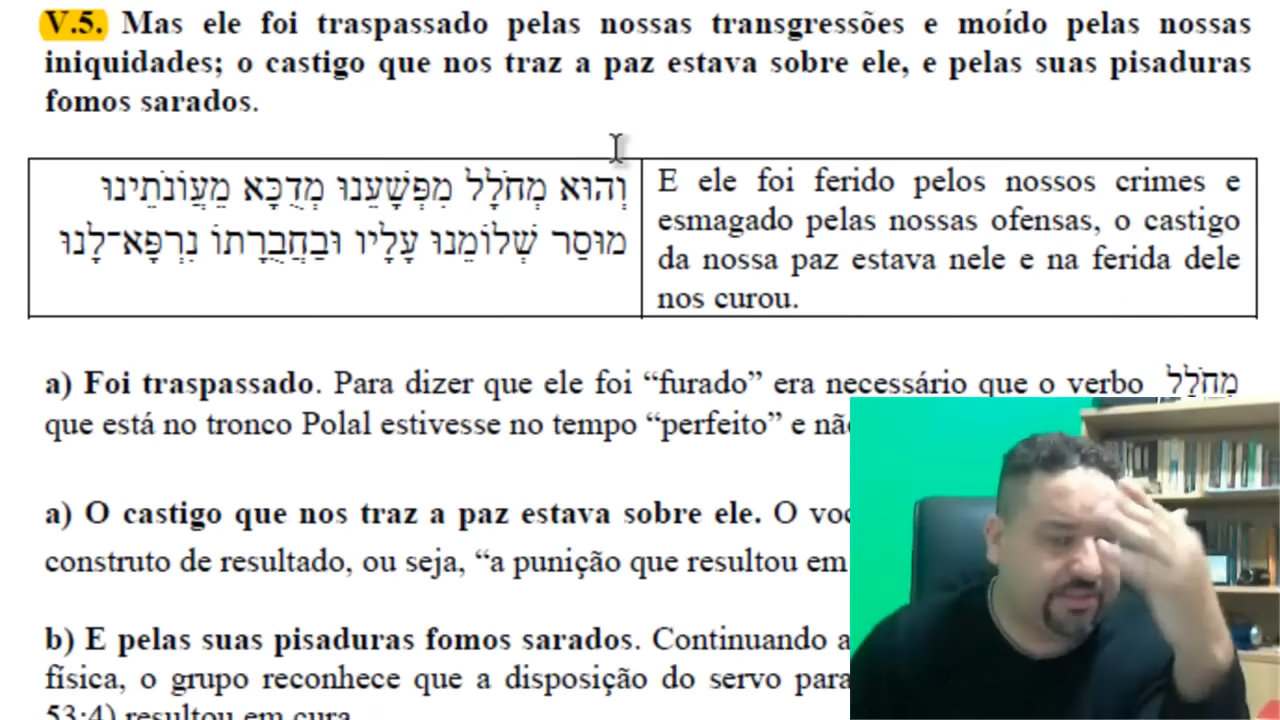 V.5. Mas ele foi traspassado pelas nossas transgressões e moído pelas nossas
iniquidades; o castigo que nos traz a paz estava sobre ele, e pelas suas pisaduras
fomos sarados.
וְהוּא מְחֹלָל מִפְּשָׁעֵנוּ מְדֻכָּא מֵעֲוֹנֹתֵינוּ
מוּסַר שְׁלוֹמֵנוּ עָלָיו וּבַחֲבֻרָתוֹ נִרְפָּא־לָנוּ
E ele foi ferido pelos nossos crimes e
esmagado pelas nossas ofensas, o castigo
da nossa paz estava nele e na ferida dele
nos curou.
a) Foi traspassado. Para dizer que ele foi “furado” era necessário que o verbo מְחֹלָל
que está no tronco Polal estivesse no tempo “perfeito” e
a) O castigo que nos traz a paz estava sobre ele. O
construto de resultado, ou seja, “a punição que resultou em
b) E pelas suas pisaduras fomos sarados. Continuando a
física, o grupo reconhece que a disposição do servo para
53:4) resultou em cura